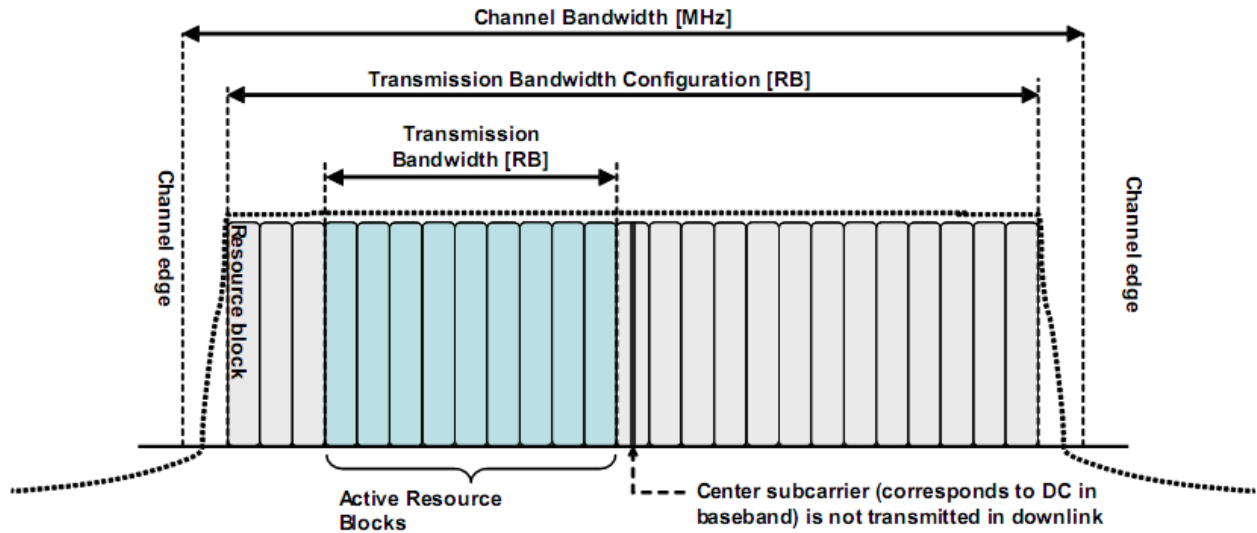 Channel Bandwidth [MHz]
Transmission Bandwidth Configuration [RB]
Transmission
Bandwidth [RB]
Channel edge
Resource block
Channel edge
Active Resource
Blocks
Center subcarrier (corresponds to DC in
baseband) is not transmitted in downlink